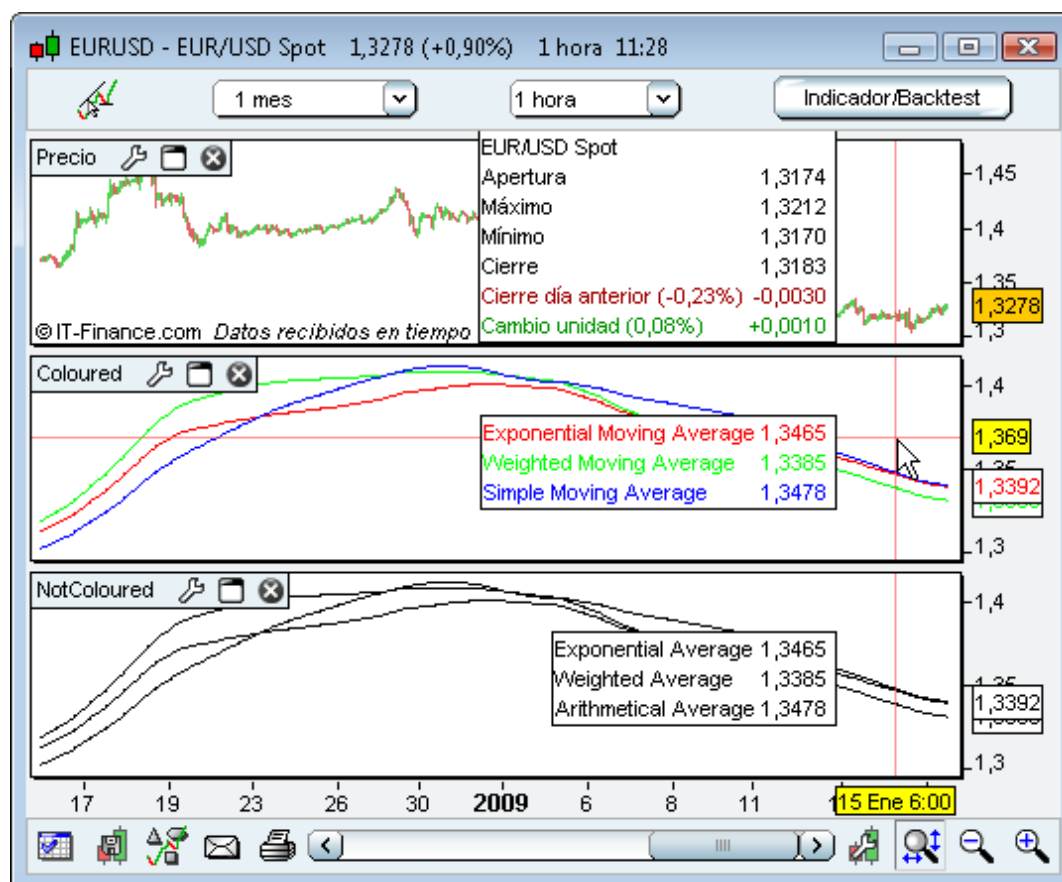 EURUSD - EUR/USD Spot 1,3278 (+0,90%) 1 hora 11:28
1 mes
1 hora
Indicador/Backtest
Precio
EUR/USD Spot
Apertura 1,3174
Máximo 1,3212
Mínimo 1,3170
Cierre 1,3183
Cierre día anterior (-0,23%) -0,0030
Cambio unidad (0,08%) +0,0010
© IT-Finance.com Datos recibidos en tiempo
1,45
1,4
1,35
1,3278
1,3
Coloured
Exponential Moving Average 1,3465
Weighted Moving Average 1,3385
Simple Moving Average 1,3478
1,4
1,369
1,35
1,3392
1,3
NotColoured
Exponential Average 1,3465
Weighted Average 1,3385
Arithmetical Average 1,3478
1,4
1,35
1,3392
1,3
17 19 23 26 30 2009 6 8 11 15 Ene 6:00